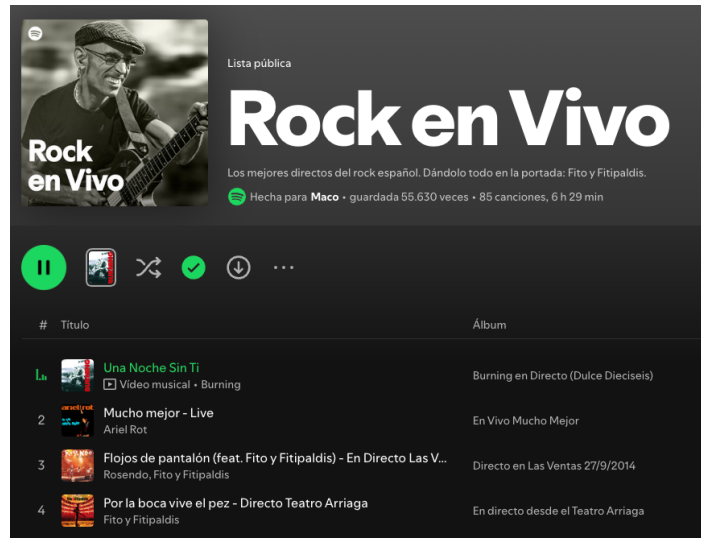 Lista pública
Rock en Vivo
Rock
en Vivo
Los mejores directos del rock español. Dándolo todo en la portada: Fito y Fitipaldis.
Hecha para Maco • guardada 55.630 veces • 85 canciones, 6 h 29 min
# Título Álbum
Una Noche Sin Ti
Vídeo musical • Burning
Burning en Directo (Dulce Dieciseis)
2 Mucho mejor - Live
Ariel Rot
En Vivo Mucho Mejor
3 Flojos de pantalón (feat. Fito y Fitipaldis) - En Directo Las V...
Rosendo, Fito y Fitipaldis
Directo en Las Ventas 27/9/2014
4 Por la boca vive el pez - Directo Teatro Arriaga
Fito y Fitipaldis
En directo desde el Teatro Arriaga